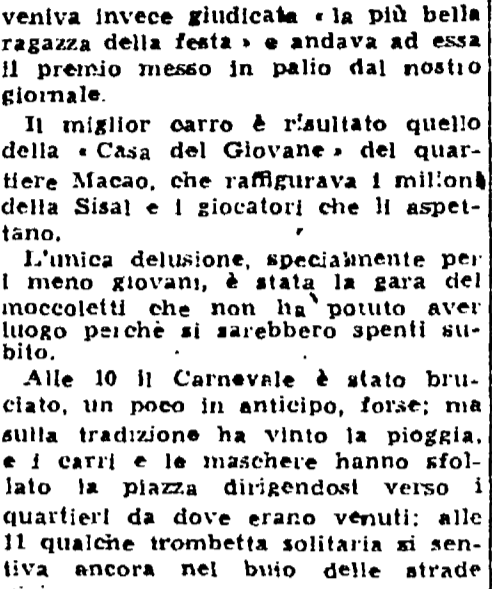 veniva invece giudicata « la più bella
ragazza della festa » e andava ad essa
il premio messo in palio dal nostro
giornale.
Il miglior carro è risultato quello
della « Casa del Giovane » del quar-
tiere Macao, che raffigurava i milioni
della Sisal e i giocatori che li aspet-
tano.
L'unica delusione, specialmente per
i meno giovani, è stata la gara dei
moccoletti che non ha potuto aver
luogo perchè si sarebbero spenti su-
bito.
Alle 10 il Carnevale è stato bru-
ciato, un poco in anticipo, forse; ma
sulla tradizione ha vinto la pioggia,
e i carri e le maschere hanno sfol-
lato la piazza dirigendosi verso i
quartieri da dove erano venuti; alle
11 qualche trombetta solitaria si sen-
tiva ancora nel buio delle strade